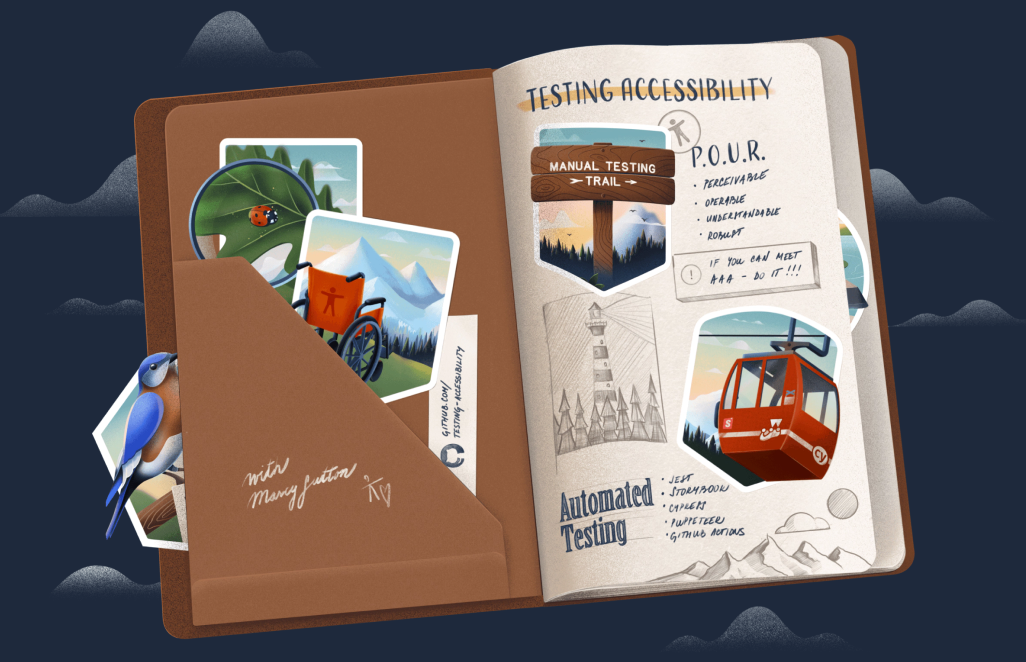 GITHUB.COM/
TESTING-ACCESSIBILITY
With
Marcy Sutton
TESTING ACCESSIBILITY
MANUAL TESTING
TRAIL
P.O.U.R.
• PERCEIVABLE
• OPERABLE
• UNDERSTANDABLE
• ROBUST
! IF YOU CAN MEET
AAA - DO IT !!!
S
CY
Automated
Testing
• JEST
• STORYBOOK
• CYPRESS
• PUPPETEER
• GITHUB ACTIONS